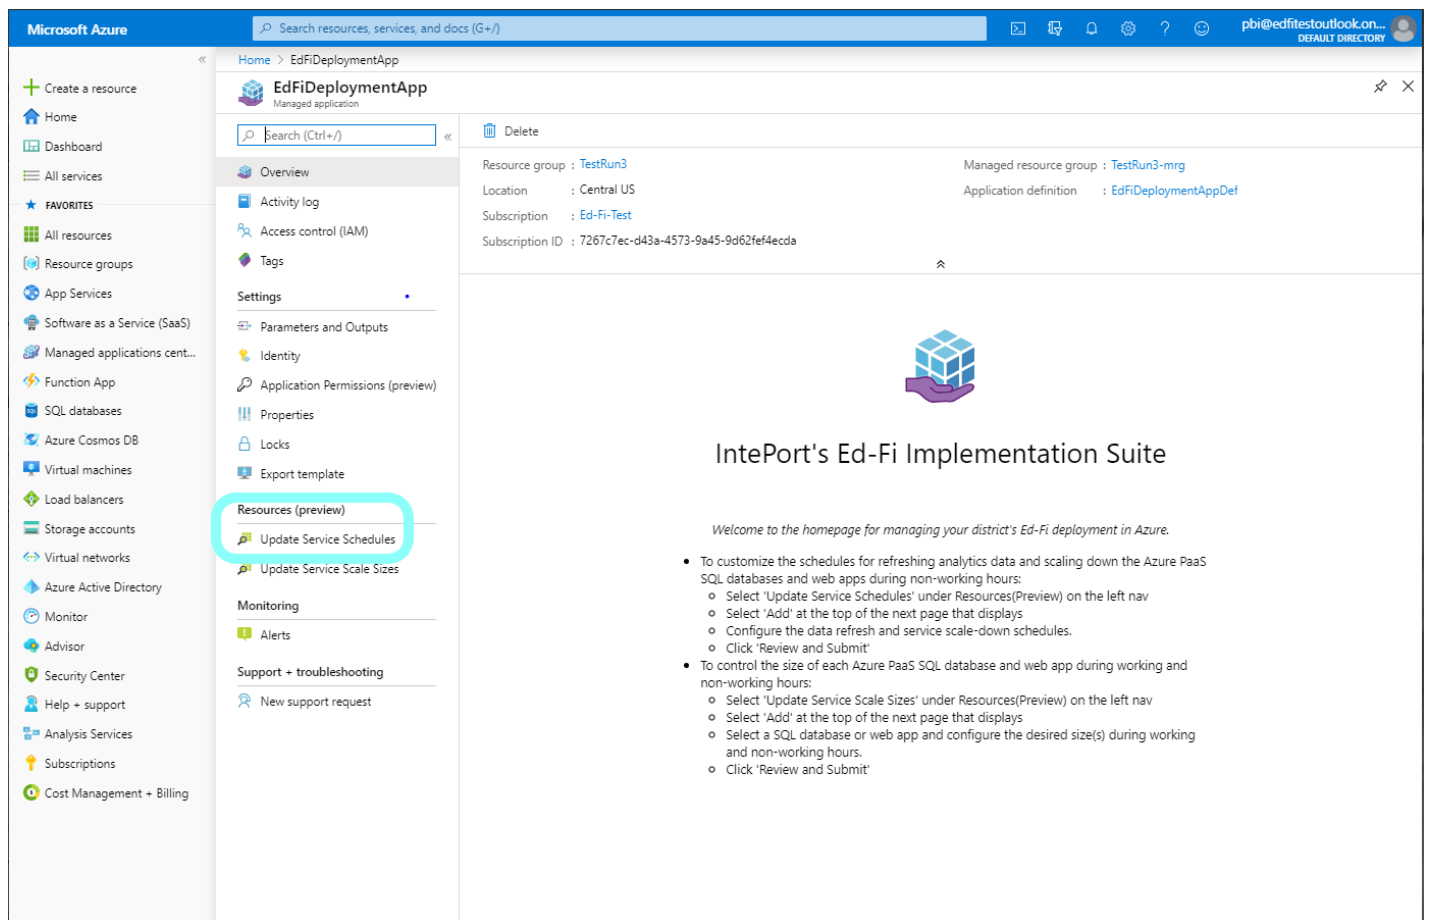 Microsoft Azure
Search resources, services, and docs (G+/)
pbi@edfitestoutlook.on...
DEFAULT DIRECTORY
Create a resource
Home
Dashboard
All services
FAVORITES
All resources
Resource groups
App Services
Software as a Service (SaaS)
Managed applications cent...
Function App
SQL databases
Azure Cosmos DB
Virtual machines
Load balancers
Storage accounts
Virtual networks
Azure Active Directory
Monitor
Advisor
Security Center
Help + support
Analysis Services
Subscriptions
Cost Management + Billing
Home > EdFiDeploymentApp
EdFiDeploymentApp
Managed application
Search (Ctrl+/)
Overview
Activity log
Access control (IAM)
Tags
Settings
Parameters and Outputs
Identity
Application Permissions (preview)
Properties
Locks
Export template
Resources (preview)
Update Service Schedules
Update Service Scale Sizes
Monitoring
Alerts
Support + troubleshooting
New support request
Delete
Resource group : TestRun3
Location : Central US
Subscription : Ed-Fi-Test
Subscription ID : 7267c7ec-d43a-4573-9a45-9d62fef4ecda
Managed resource group : TestRun3-mrg
Application definition : EdFiDeploymentAppDef
IntePort's Ed-Fi Implementation Suite
Welcome to the homepage for managing your district's Ed-Fi deployment in Azure.
To customize the schedules for refreshing analytics data and scaling down the Azure PaaS
SQL databases and web apps during non-working hours:
Select 'Update Service Schedules' under Resources(Preview) on the left nav
Select 'Add' at the top of the next page that displays
Configure the data refresh and service scale-down schedules.
Click 'Review and Submit'
To control the size of each Azure PaaS SQL database and web app during working and
non-working hours:
Select 'Update Service Scale Sizes' under Resources(Preview) on the left nav
Select 'Add' at the top of the next page that displays
Select a SQL database or web app and configure the desired size(s) during working
and non-working hours.
Click 'Review and Submit'